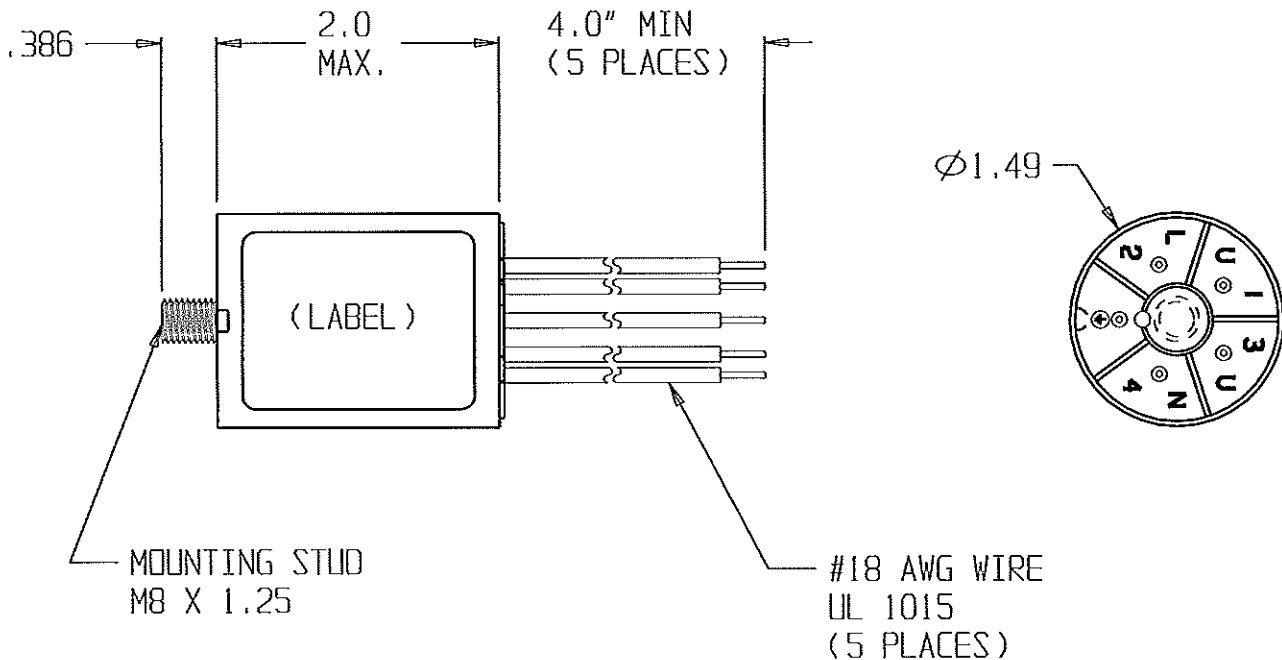 .386
2.0
MAX.
4.0" MIN
(5 PLACES)
Ø1.49
(LABEL)
L
2
U
1
3
U
N
4
MOUNTING STUD
M8 X 1.25
#18 AWG WIRE
UL 1015
(5 PLACES)